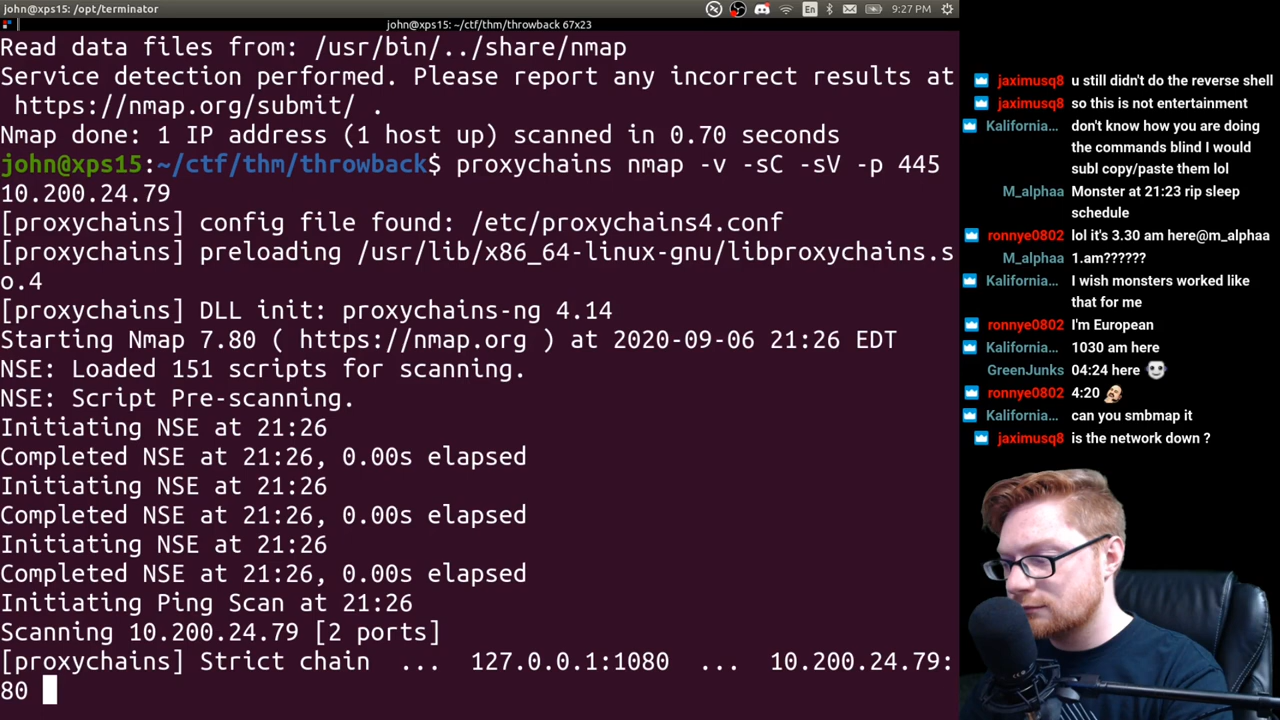 john@xps15: /opt/terminator
En
9:27 PM
john@xps15: ~/ctf/thm/throwback 67x23
Read data files from: /usr/bin/../share/nmap
Service detection performed. Please report any incorrect results at
 https://nmap.org/submit/ .
Nmap done: 1 IP address (1 host up) scanned in 0.70 seconds
john@xps15:~/ctf/thm/throwback$ proxychains nmap -v -sC -sV -p 445
10.200.24.79
[proxychains] config file found: /etc/proxychains4.conf
[proxychains] preloading /usr/lib/x86_64-linux-gnu/libproxychains.s
o.4
[proxychains] DLL init: proxychains-ng 4.14
Starting Nmap 7.80 ( https://nmap.org ) at 2020-09-06 21:26 EDT
NSE: Loaded 151 scripts for scanning.
NSE: Script Pre-scanning.
Initiating NSE at 21:26
Completed NSE at 21:26, 0.00s elapsed
Initiating NSE at 21:26
Completed NSE at 21:26, 0.00s elapsed
Initiating NSE at 21:26
Completed NSE at 21:26, 0.00s elapsed
Initiating Ping Scan at 21:26
Scanning 10.200.24.79 [2 ports]
[proxychains] Strict chain  ...  127.0.0.1:1080  ...  10.200.24.79:
80
jaximusq8 u still didn't do the reverse shell
jaximusq8 so this is not entertainment
Kalifornia... don't know how you are doing
the commands blind I would
subl copy/paste them lol
M_alphaa Monster at 21:23 rip sleep
schedule
ronnye0802 lol it's 3.30 am here@m_alphaa
M_alphaa 1.am??????
Kalifornia... I wish monsters worked like
that for me
ronnye0802 I'm European
Kalifornia... 1030 am here
GreenJunks 04:24 here
ronnye0802 4:20
Kalifornia... can you smbmap it
jaximusq8 is the network down ?